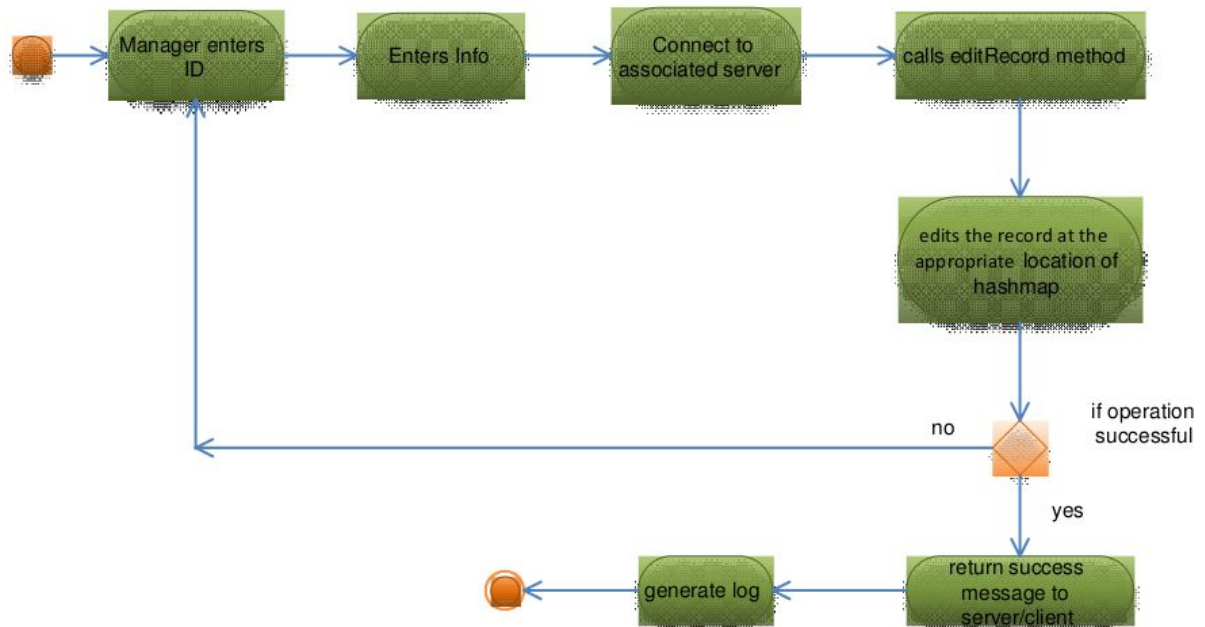 Manager enters
ID
Enters Info
Connect to
associated server
calls editRecord method
edits the record at the
appropriate location of
hashmap
if operation
successful
no
yes
return success
message to
server/client
generate log